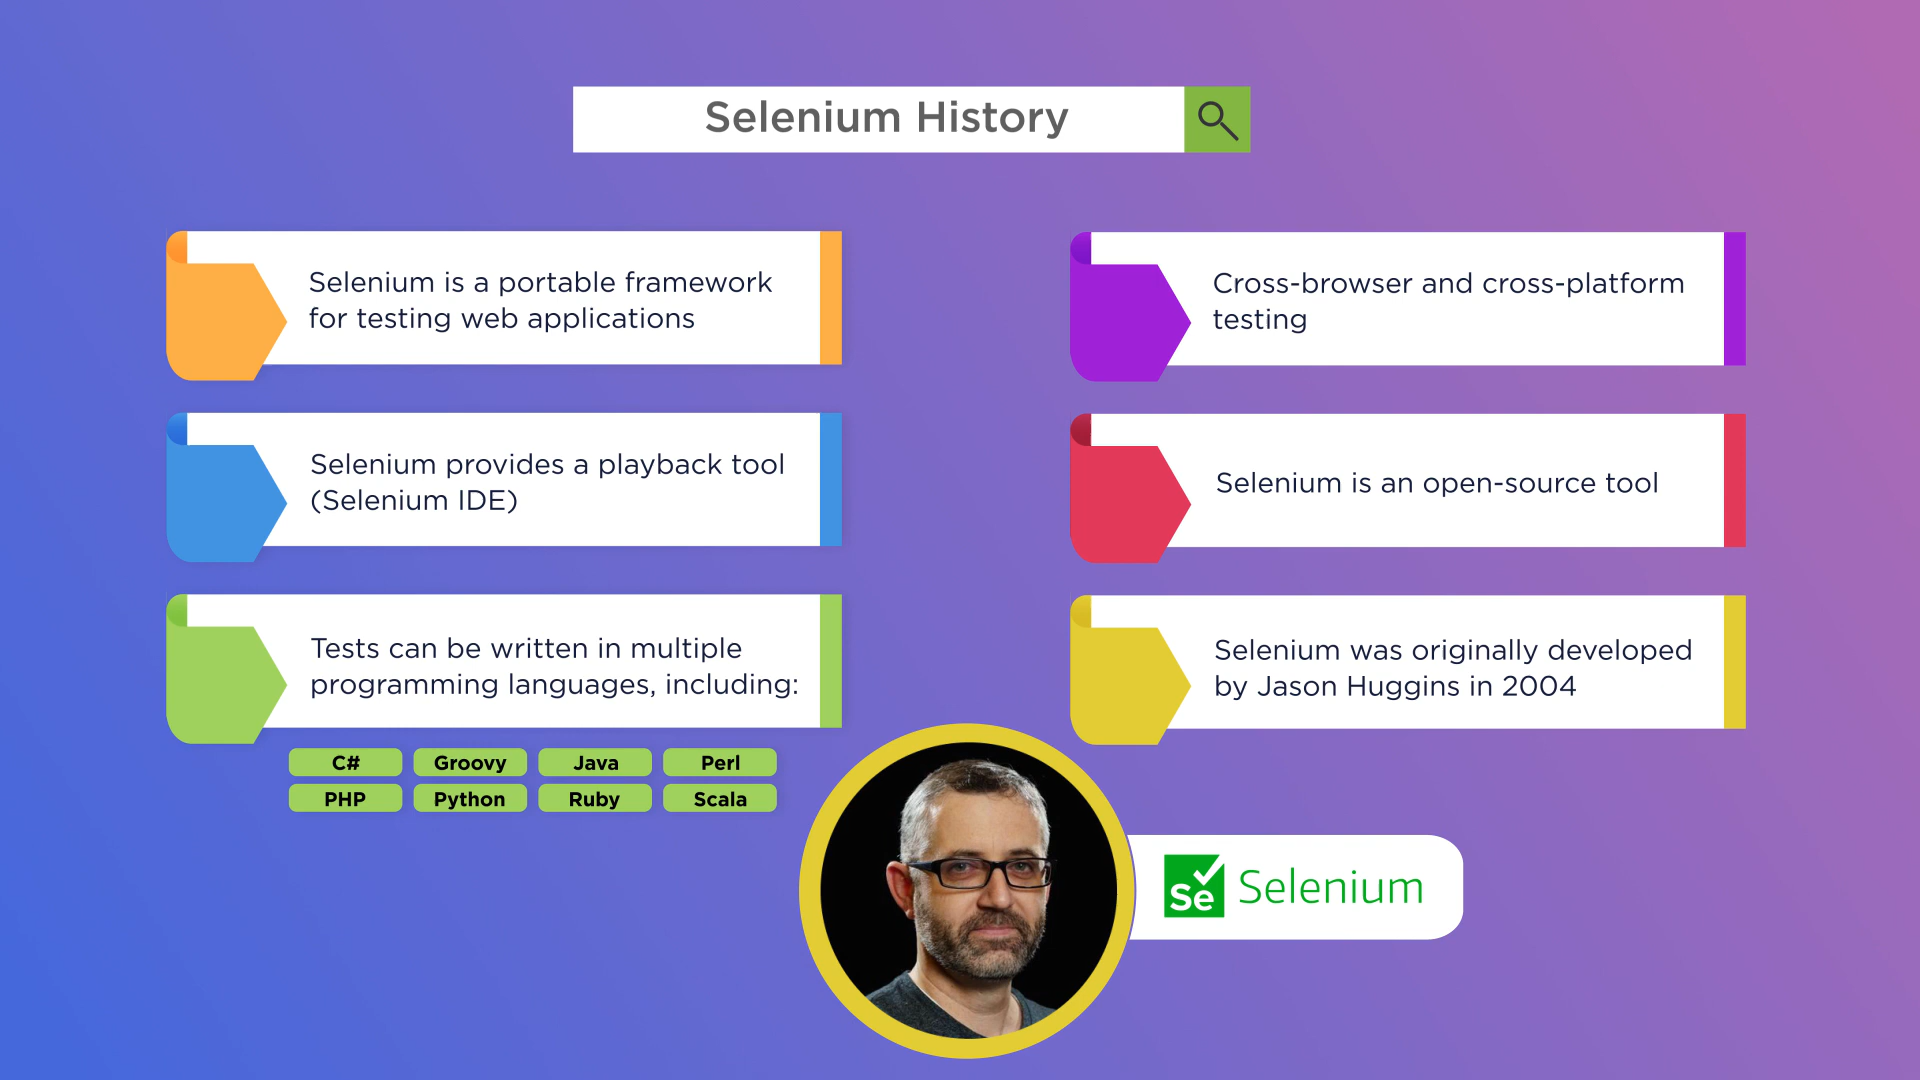 Selenium History
Selenium is a portable framework
for testing web applications
Selenium provides a playback tool
(Selenium IDE)
Tests can be written in multiple
programming languages, including:
C# Groovy Java Perl
PHP Python Ruby Scala
Cross-browser and cross-platform
testing
Selenium is an open-source tool
Selenium was originally developed
by Jason Huggins in 2004
Se Selenium